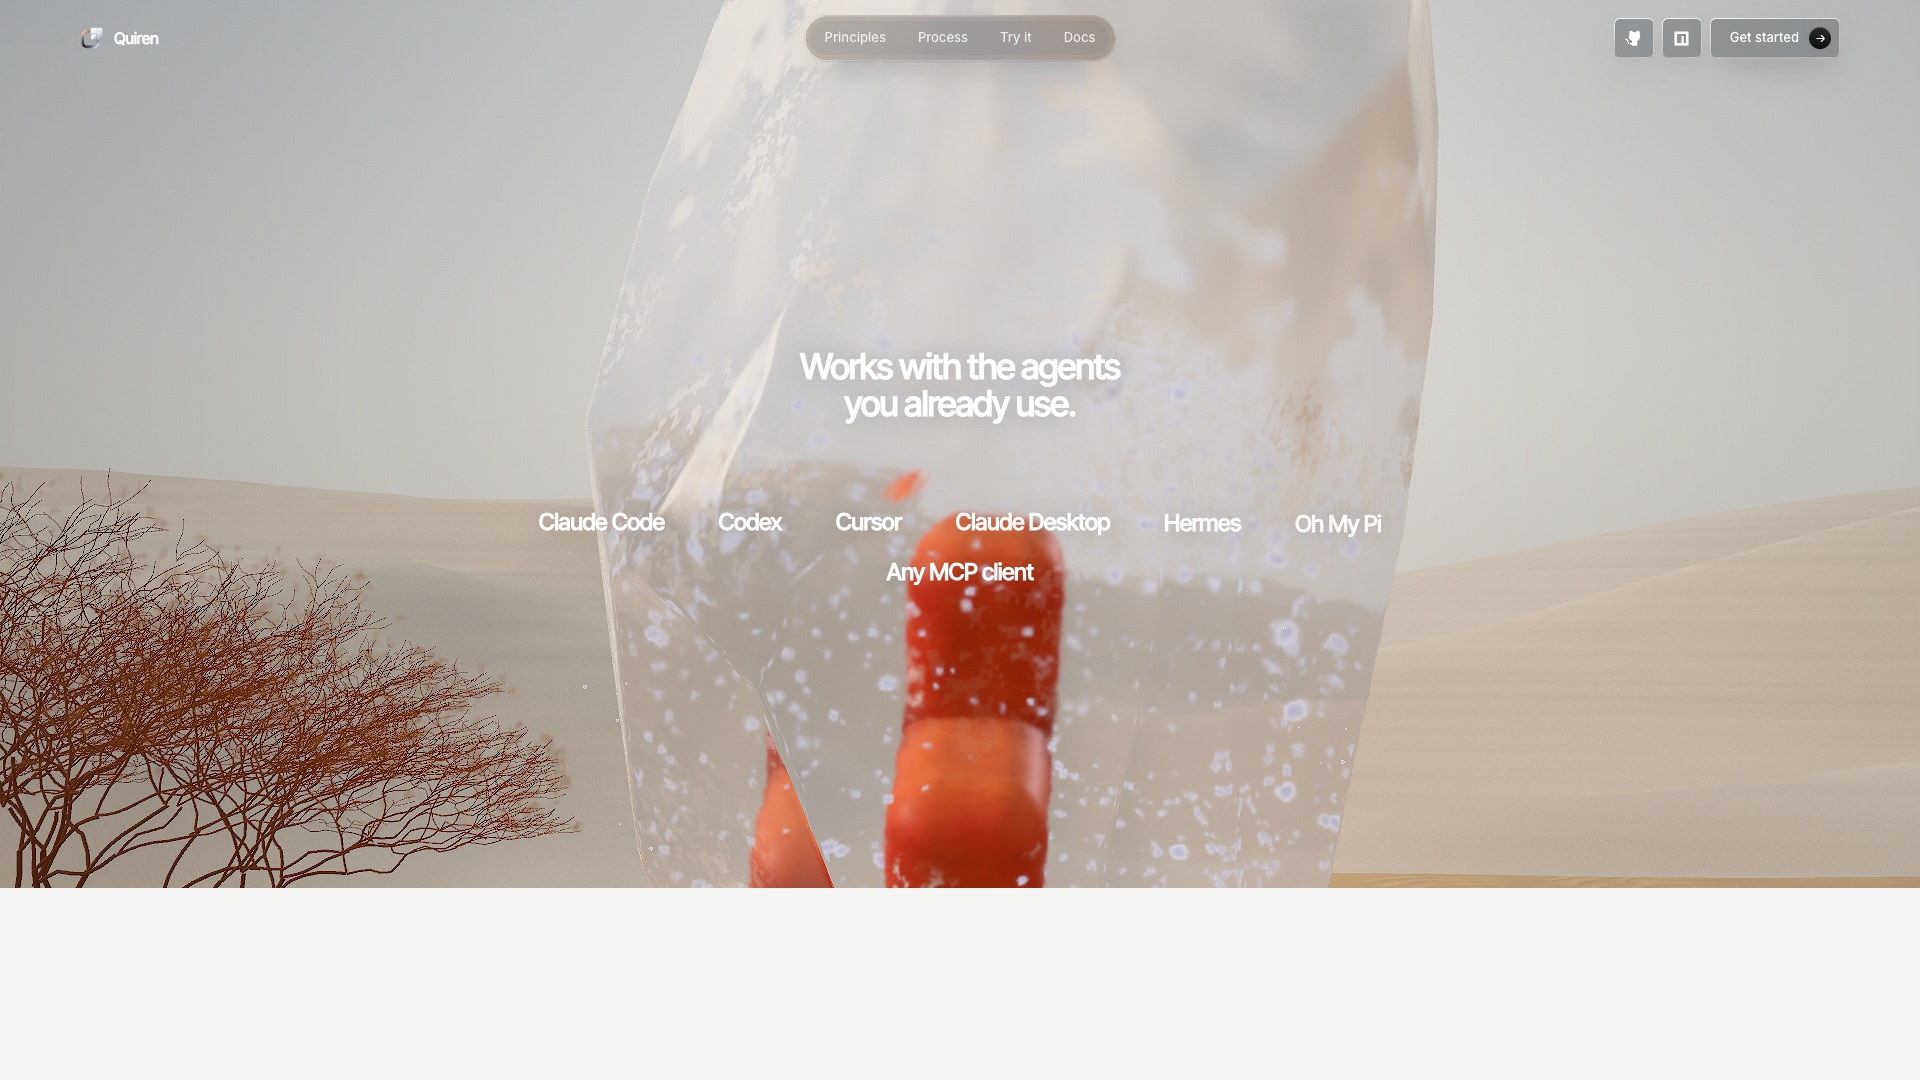 Quiren
Principles Process Try it Docs
Get started
Works with the agents
you already use.
Claude Code Codex Cursor Claude Desktop Hermes Oh My Pi
Any MCP client